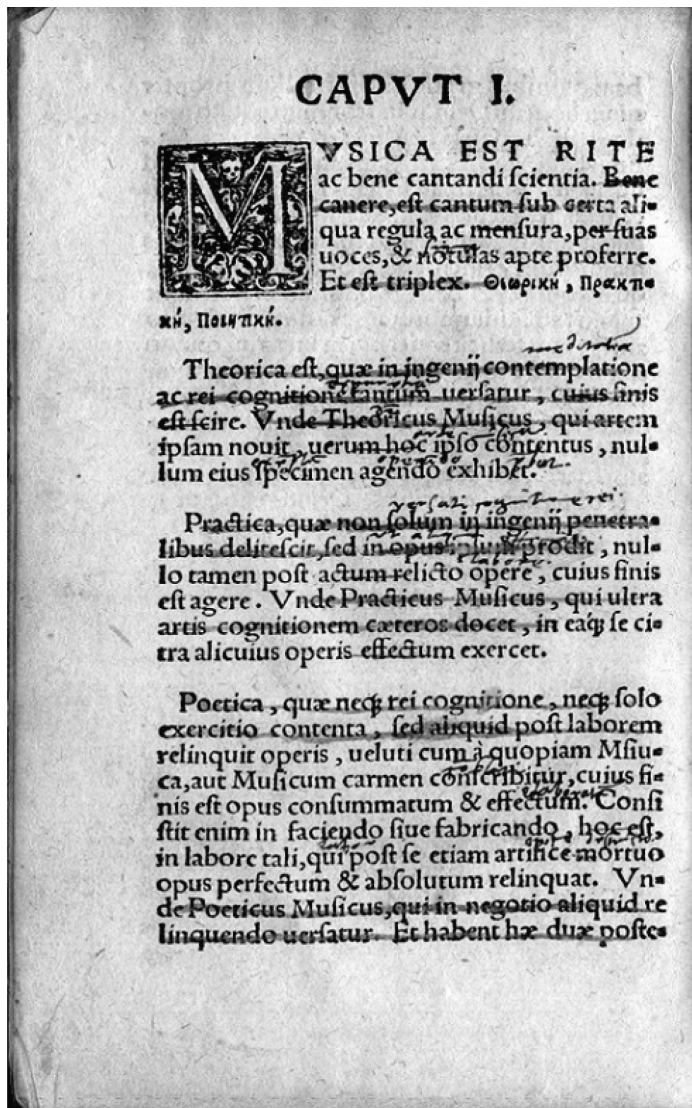 CAPVT I.
MVSICA EST RITE
ac bene cantandi ſcientia. Bene
canere, eſt cantum ſub certa ali⸗
qua regula ac menſura, per ſuas
uoces, & notulas apte proferre.
Et eſt triplex. Θιωρικὴ, Πρακτι⸗
κὴ, Ποιητικὴ.
Theorica eſt, quæ in ingenij contemplatione
ac rei cognitione tantum uerſatur, cuius finis
eſt ſcire. Vnde Theoricus Muſicus, qui artem
ipſam nouit, uerum hoc ipſo contentus, nul⸗
lum eius ſpecimen agendo exhibet.
Practica, quæ non ſolum in ingenij penetra⸗
libus deliteſcit, ſed in opus ipſum prodit, nul⸗
lo tamen poſt actum relicto opere, cuius finis
eſt agere. Vnde Practicus Muſicus, qui ultra
artis cognitionem cæteros docet, in eaꝗ ſe ci⸗
tra alicuius operis effectum exercet.
Poetica, quæ neꝗ rei cognitione, neꝗ ſolo
exercitio contenta, ſed aliquid poſt laborem
relinquit operis, ueluti cum à quopiam Mſiu⸗
ca, aut Muſicum carmen conſcribitur, cuius fi⸗
nis eſt opus conſummatum & effectum. Conſi
ſtit enim in faciendo ſiue fabricando, hoc eſt,
in labore tali, qui poſt ſe etiam artifice mortuo
opus perfectum & abſolutum relinquat. Vn⸗
de Poeticus Muſicus, qui in negotio aliquid re
linquendo uerſatur. Et habent hæ duæ poſte⸗